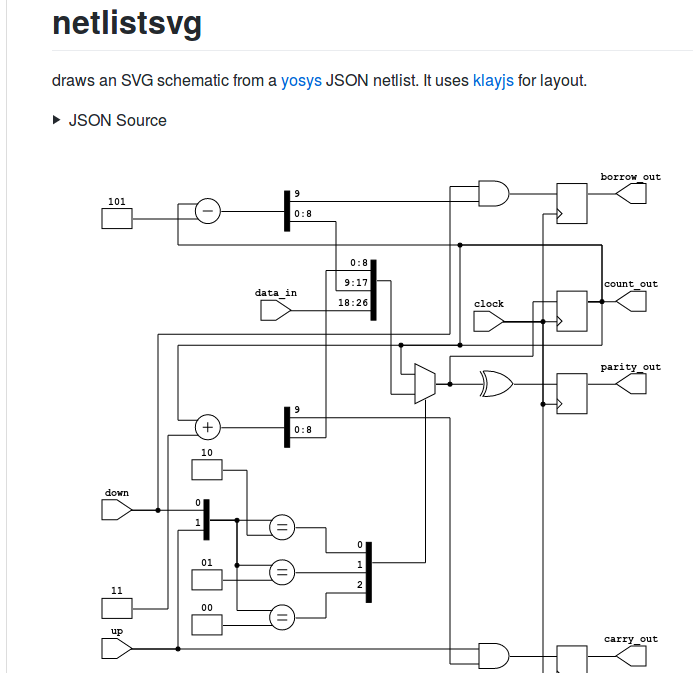 netlistsvg
draws an SVG schematic from a yosys JSON netlist. It uses klayjs for layout.
JSON Source
borrow_out
9
101
0:8
0:8
9:17
data_in
18:26
clock
count_out
parity_out
9
0:8
10
down
0
1
0
01
1
2
11
00
up
carry_out